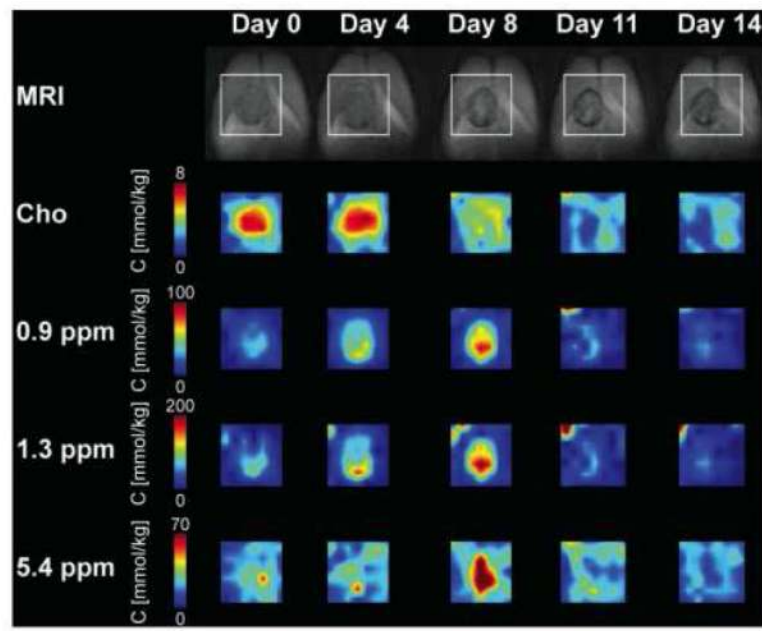 Day 0 Day 4 Day 8 Day 11 Day 14
MRI
Cho
C [mmol/kg]
8
0
0.9 ppm
C [mmol/kg]
100
0
1.3 ppm
C [mmol/kg]
200
0
5.4 ppm
C [mmol/kg]
70
0